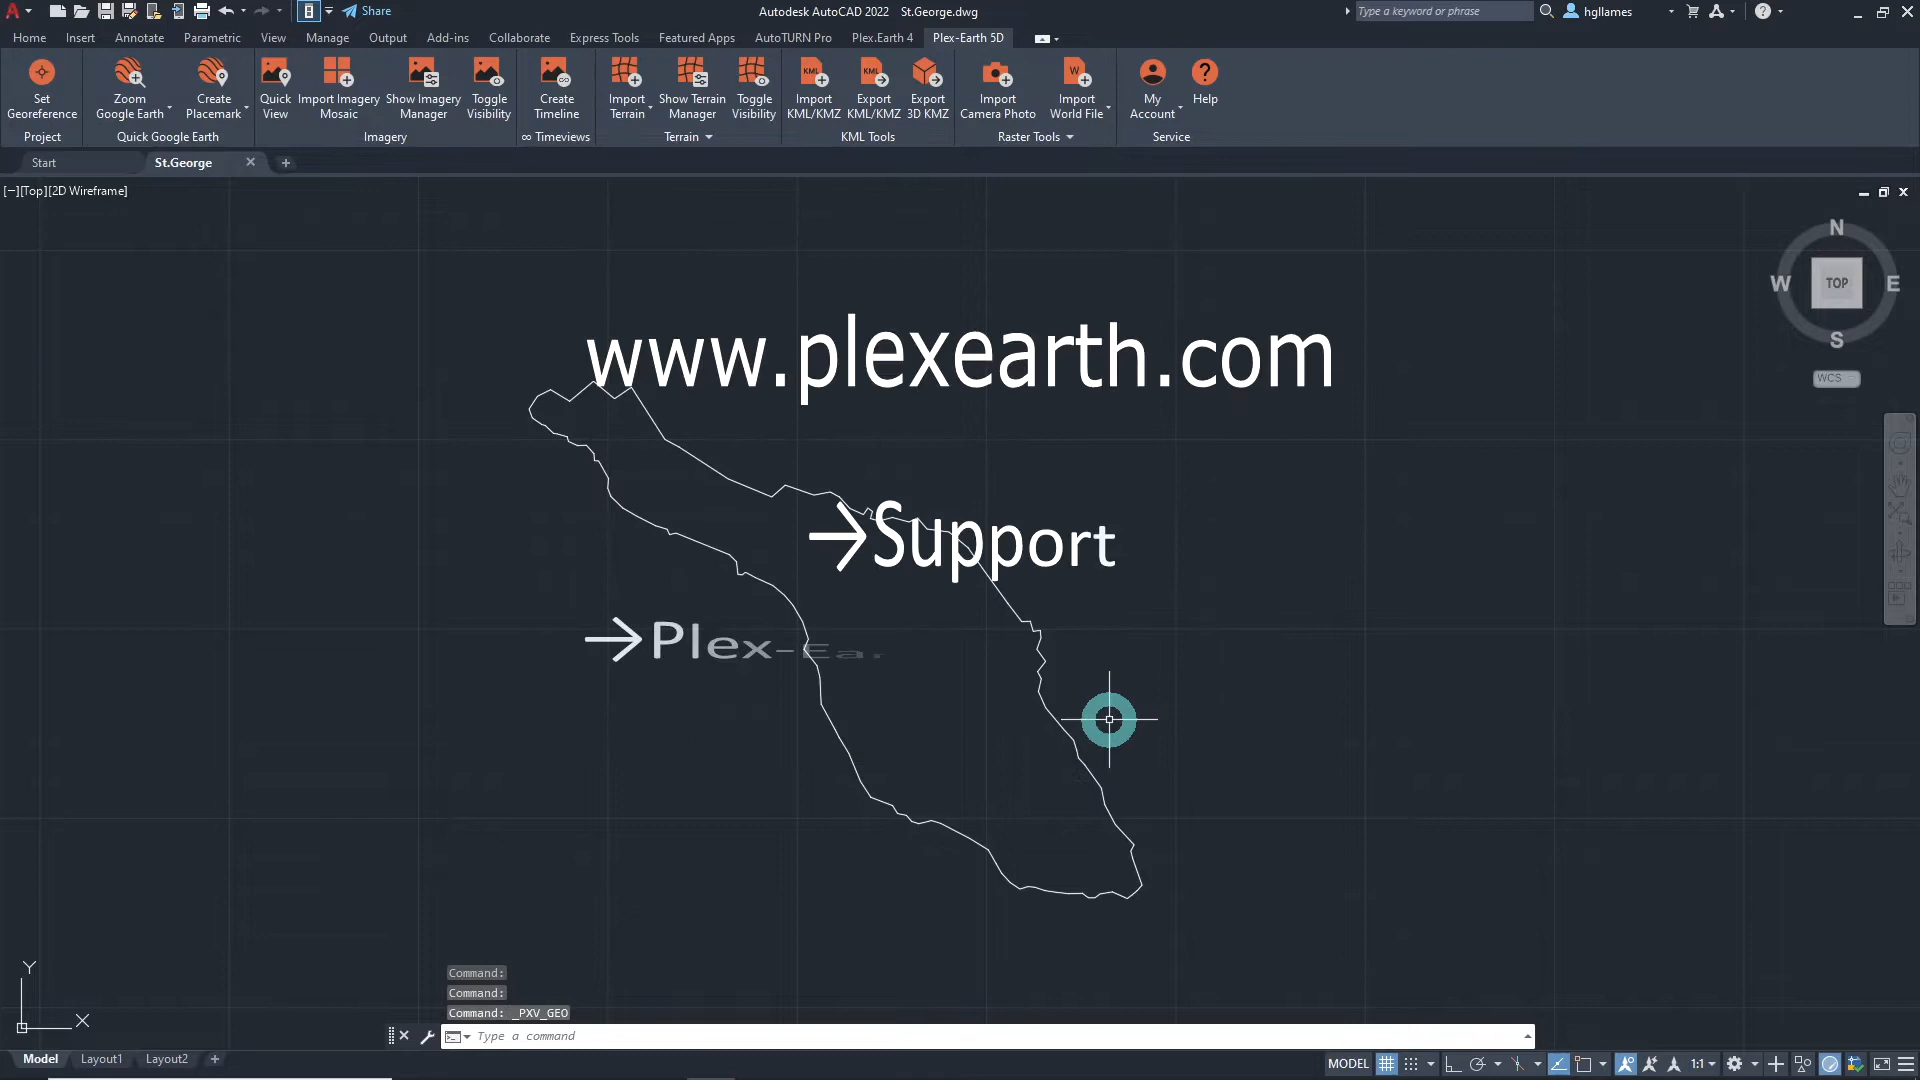 Share
Autodesk AutoCAD 2022 St.George.dwg
Type a keyword or phrase
hgllames
Home Insert Annotate Parametric View Manage Output Add-ins Collaborate Express Tools Featured Apps AutoTURN Pro Plex.Earth 4 Plex-Earth 5D
Set Georeference
Zoom Google Earth
Create Placemark
Quick View
Import Imagery Mosaic
Show Imagery Manager
Toggle Visibility
Create Timeline
Import Terrain
Show Terrain Manager
Toggle Visibility
Import KML/KMZ
Export KML/KMZ
Export 3D KMZ
Import Camera Photo
Import World File
My Account
Help
Project Quick Google Earth Imagery ∞ Timeviews Terrain KML Tools Raster Tools Service
Start St.George
[−][Top][2D Wireframe]
N
W TOP E
S
WCS
www.plexearth.com
→Support
→Plex-Ea.
Y
X
Command:
Command:
Command: _PXV_GEO
Type a command
Model Layout1 Layout2
MODEL 1:1